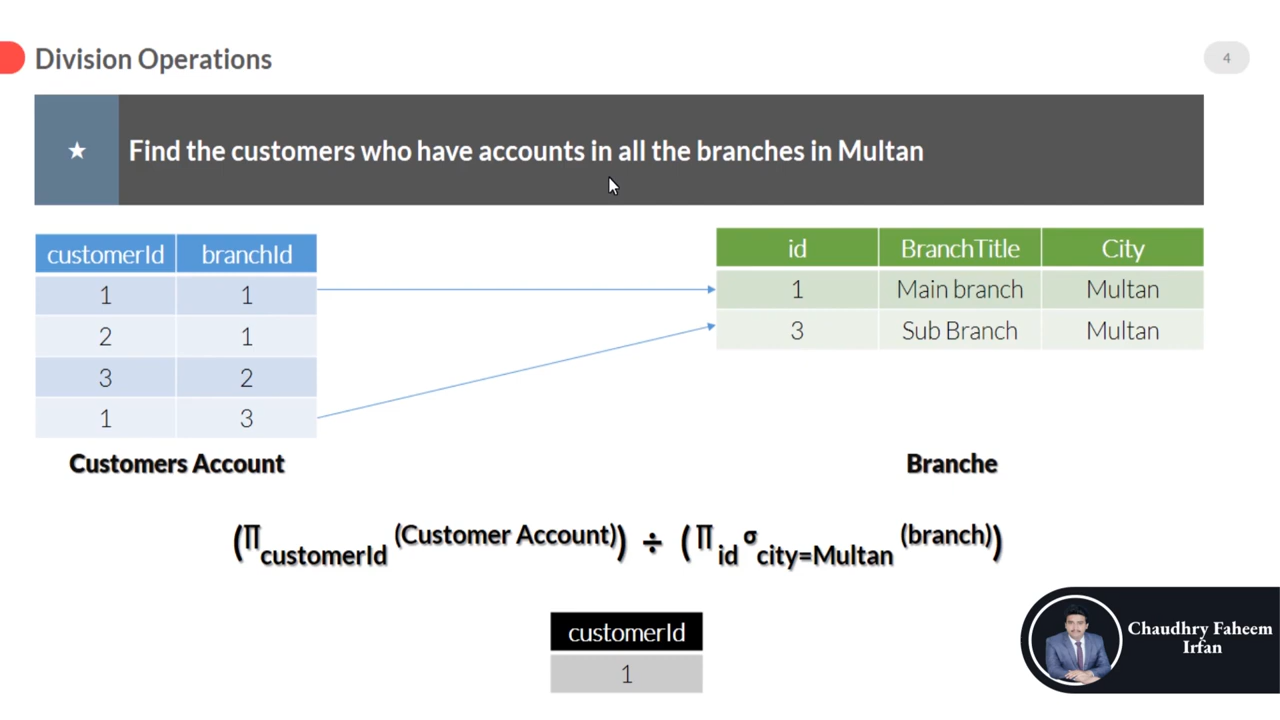 Division Operations
4
★ Find the customers who have accounts in all the branches in Multan
customerId branchId
1 1
2 1
3 2
1 3
Customers Account
id BranchTitle City
1 Main branch Multan
3 Sub Branch Multan
Branche
(∏customerId (Customer Account)) ÷ (∏id σcity=Multan (branch))
customerId
1
Chaudhry Faheem
Irfan